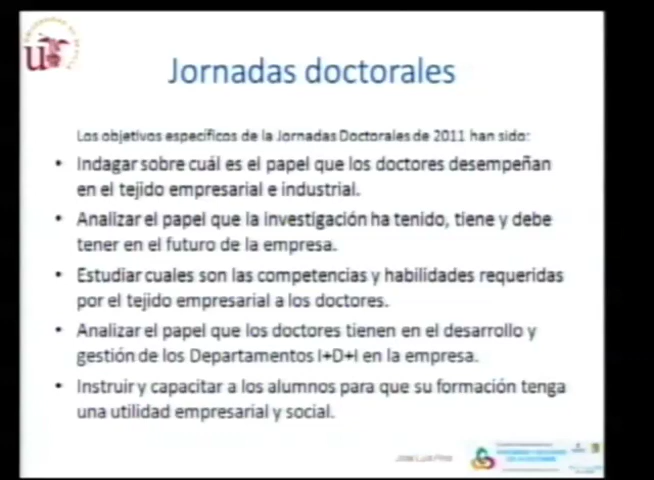 Jornadas doctorales
Los objetivos específicos de la Jornadas Doctorales de 2011 han sido:
• Indagar sobre cuál es el papel que los doctores desempeñan
en el tejido empresarial e industrial.
• Analizar el papel que la investigación ha tenido, tiene y debe
tener en el futuro de la empresa.
• Estudiar cuales son las competencias y habilidades requeridas
por el tejido empresarial a los doctores.
• Analizar el papel que los doctores tienen en el desarrollo y
gestión de los Departamentos I+D+I en la empresa.
• Instruir y capacitar a los alumnos para que su formación tenga
una utilidad empresarial y social.